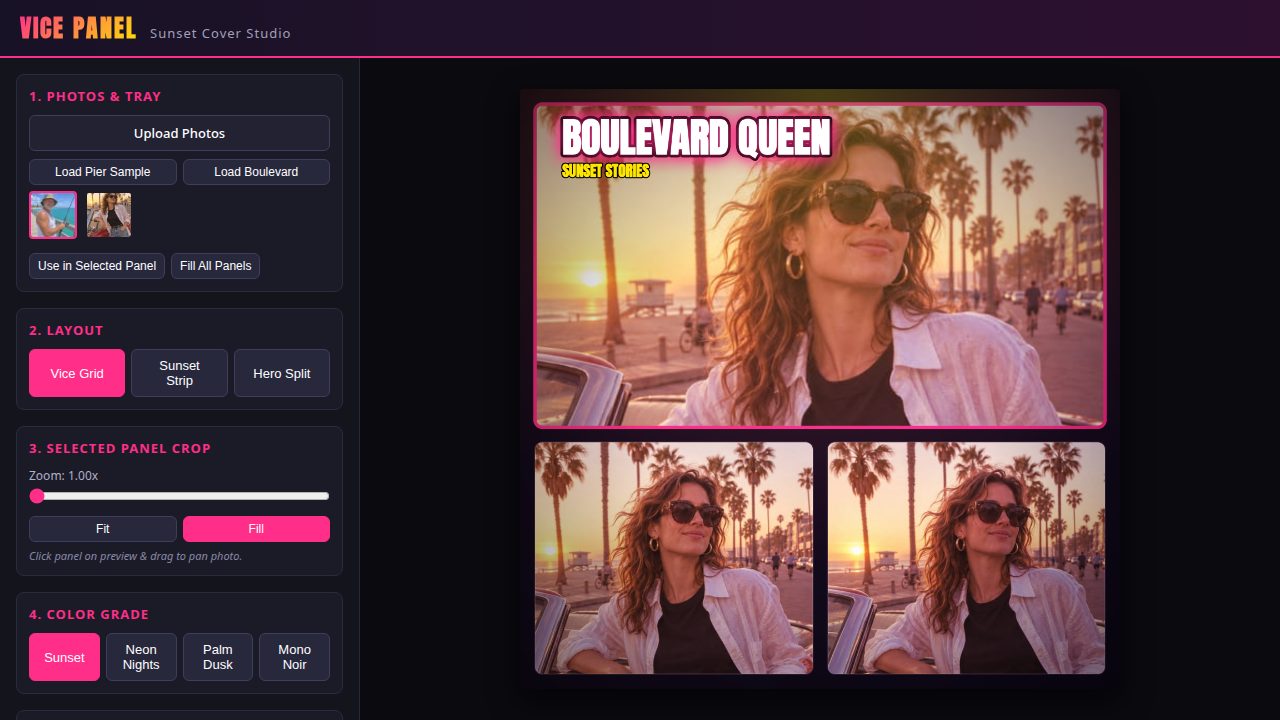 VICE PANEL Sunset Cover Studio
1. PHOTOS & TRAY
Upload Photos
Load Pier Sample Load Boulevard
Use in Selected Panel Fill All Panels
2. LAYOUT
Vice Grid Sunset Strip Hero Split
3. SELECTED PANEL CROP
Zoom: 1.00x
Fit Fill
Click panel on preview & drag to pan photo.
4. COLOR GRADE
Sunset Neon Nights Palm Dusk Mono Noir
BOULEVARD QUEEN
SUNSET STORIES